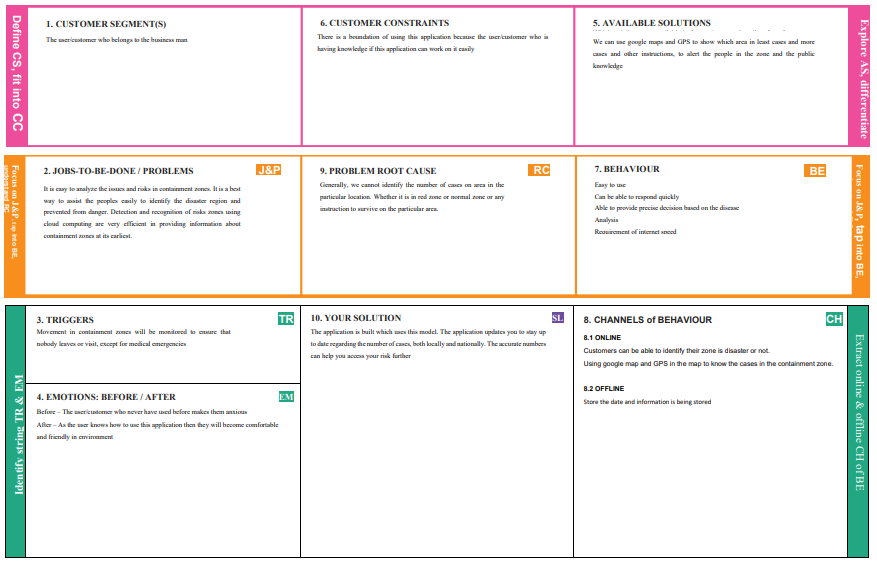 Define CS, fit into CC
1. CUSTOMER SEGMENT(S)
The user/customer who belongs to the business man
6. CUSTOMER CONSTRAINTS
There is a boundation of using this application because the user/customer who is
having knowledge if this application can work on it easily
5. AVAILABLE SOLUTIONS
We can use google maps and GPS to show which area in least cases and more
cases and other instructions, to alert the people in the zone and the public
knowledge
Explore AS, differentiate
Focus on J&P, tap into BE,
understand RC
2. JOBS-TO-BE-DONE / PROBLEMS
J&P
It is easy to analyze the issues and risks in containment zones. It is a best
way to assist the peoples easily to identify the disaster region and
prevented from danger. Detection and recognition of risks zones using
cloud computing are very efficient in providing information about
containment zones at its earliest.
9. PROBLEM ROOT CAUSE
RC
Generally, we cannot identify the number of cases on area in the
particular location. Whether it is in red zone or normal zone or any
instruction to survive on the particular area.
7. BEHAVIOUR
BE
Easy to use
Can be able to respond quickly
Able to provide precise decision based on the disease
Analysis
Requirement of internet speed
Focus on J&P, tap into BE,
Identify strong TR & EM
3. TRIGGERS
TR
Movement in containment zones will be monitored to ensure that
nobody leaves or visit, except for medical emergencies
4. EMOTIONS: BEFORE / AFTER
EM
Before – The user/customer who never have used before makes them anxious
After – As the user knows how to use this application then they will become comfortable
and friendly in environment
10. YOUR SOLUTION
SL
The application is built which uses this model. The application updates you to stay up
to date regarding the number of cases, both locally and nationally. The accurate numbers
can help you access your risk further
8. CHANNELS of BEHAVIOUR
CH
8.1 ONLINE
Customers can be able to identify their zone is disaster or not.
Using google map and GPS in the map to know the cases in the containment zone.
8.2 OFFLINE
Store the date and information is being stored
Extract online & offline CH of BE